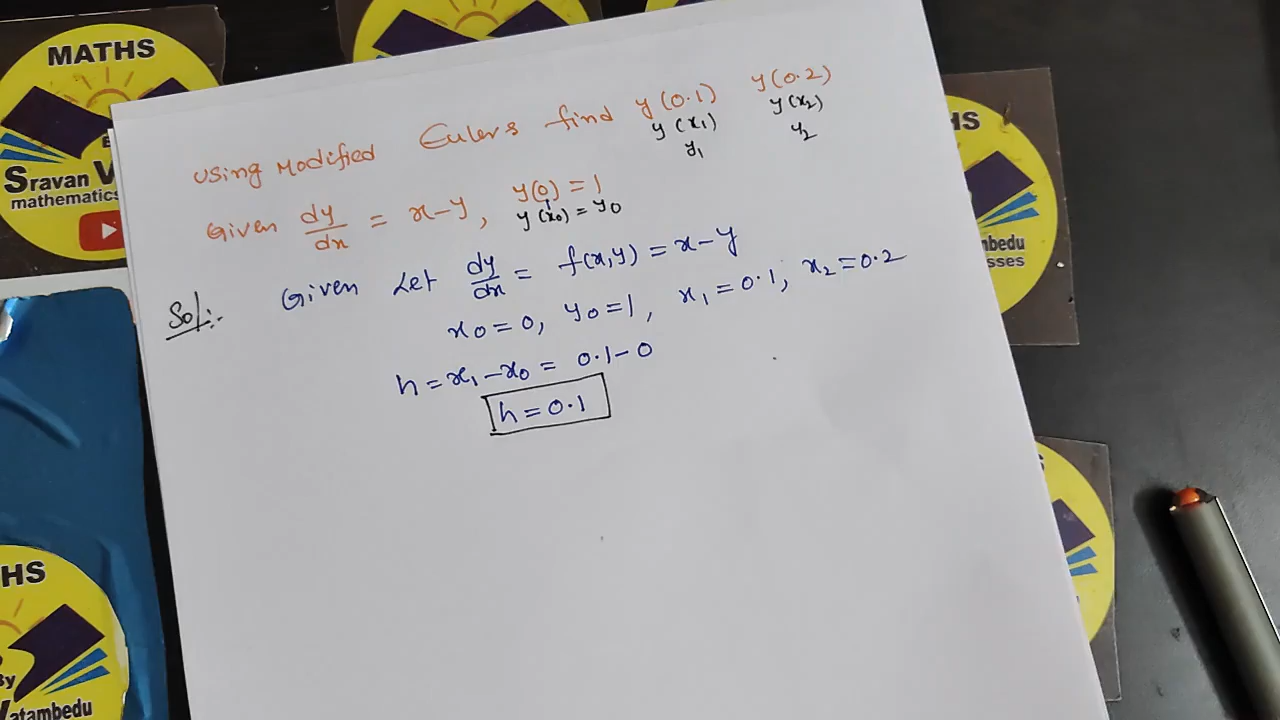 MATHS
Sravan V
mathematics
using Modified Eulers find y(0.1) y(0.2)
y(x₁) y(x₂)
y₁ y₂
Given dy/dx = x-y, y(0) = 1
y(x₀) = y₀
Sol:- Given Let dy/dx = f(x,y) = x-y
x₀ = 0, y₀ = 1, x₁ = 0.1, x₂ = 0.2
h = x₁ - x₀ = 0.1 - 0
h = 0.1
HS
mbedu
sses
HS
By
atambedu